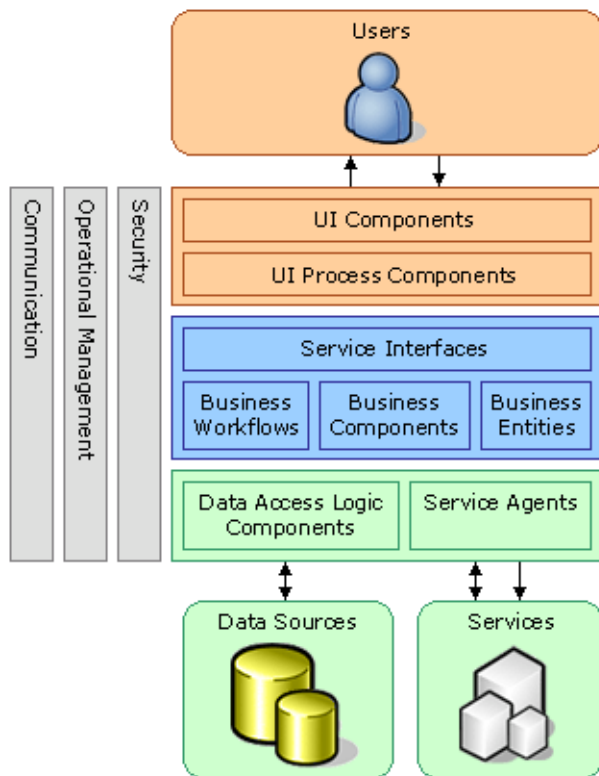 Users
Communication
Operational Management
Security
UI Components
UI Process Components
Service Interfaces
Business
Workflows
Business
Components
Business
Entities
Data Access Logic
Components
Service Agents
Data Sources
Services